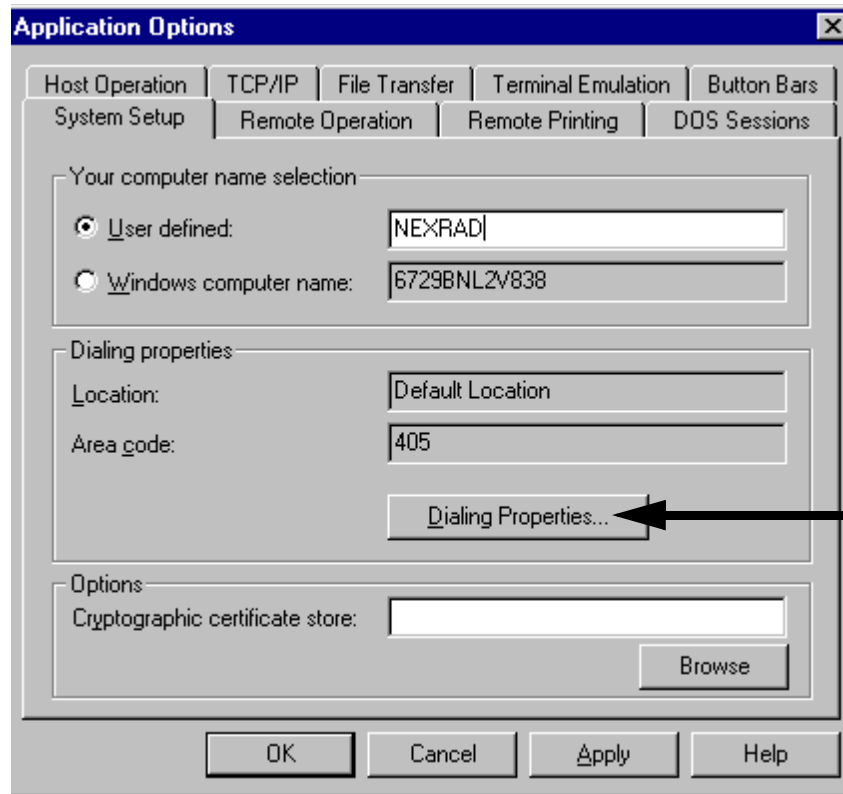 Application Options
Host Operation TCP/IP File Transfer Terminal Emulation Button Bars
System Setup Remote Operation Remote Printing DOS Sessions
Your computer name selection
User defined: NEXRAD
Windows computer name: 6729BNL2V838
Dialing properties
Location: Default Location
Area code: 405
Dialing Properties...
Options
Cryptographic certificate store:
Browse
OK Cancel Apply Help